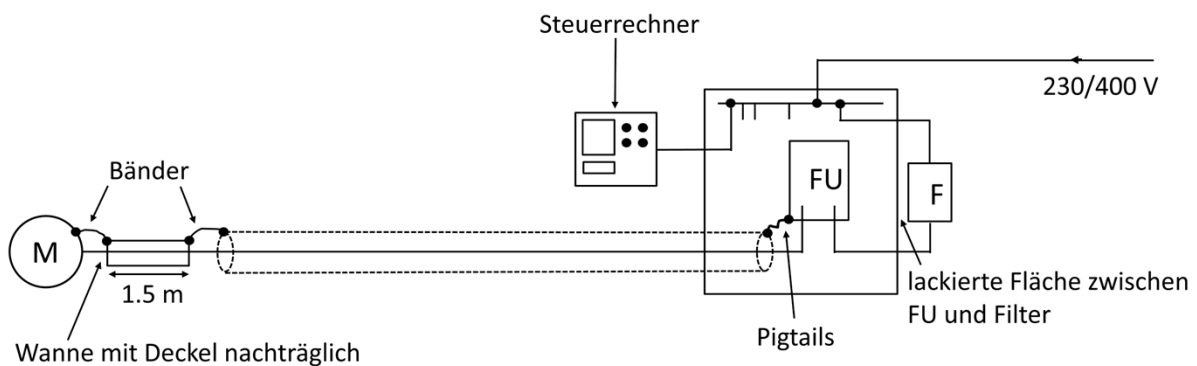 Steuerrechner
230/400 V
Bänder
FU
F
M
1.5 m
lackierte Fläche zwischen
FU und Filter
Pigtails
Wanne mit Deckel nachträglich